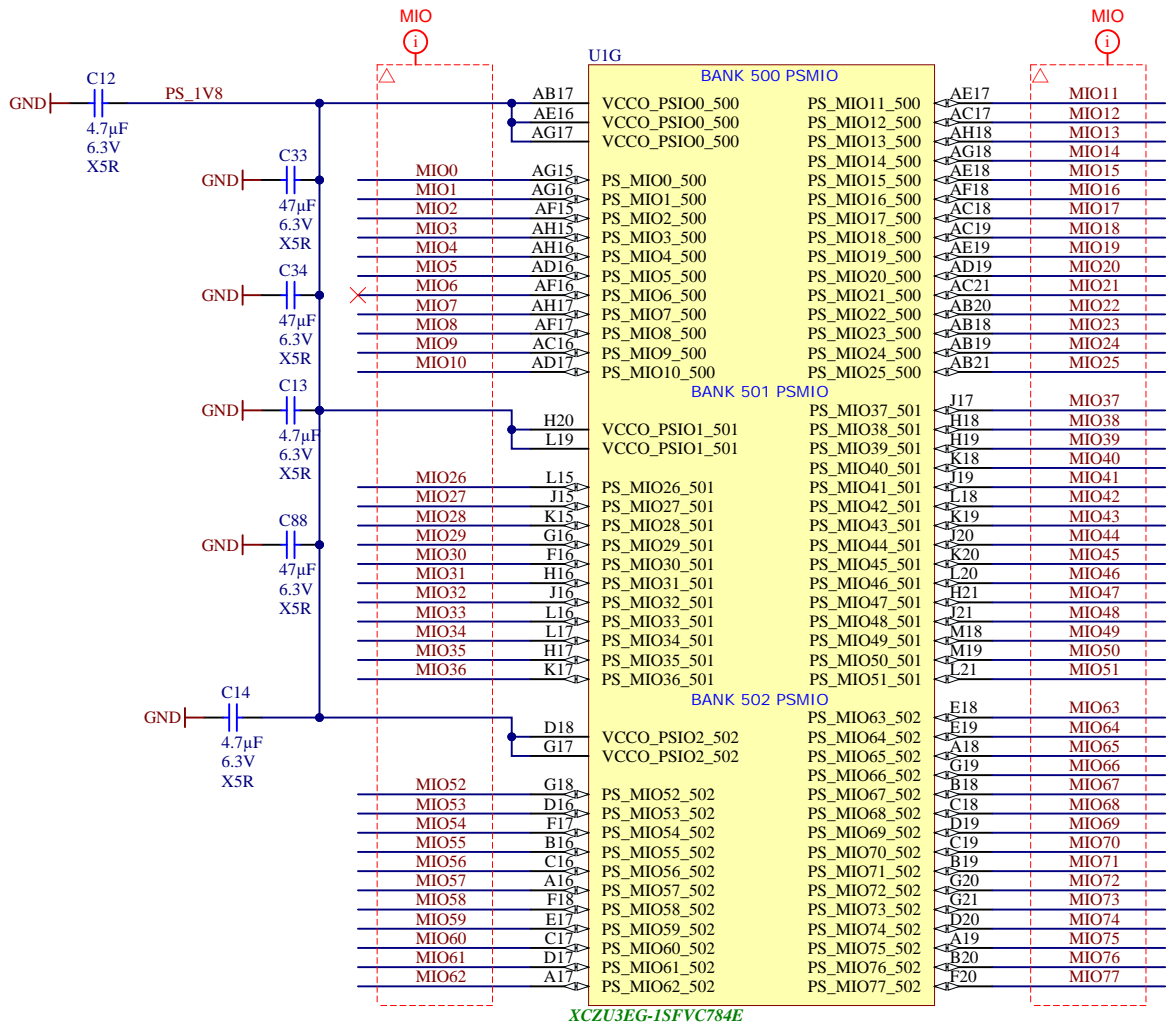 MIO
i
MIO
i
U1G
BANK 500 PSMIO
GND
C12
4.7µF
6.3V
X5R
PS_1V8
AB17 VCCO_PSIO0_500
AE16 VCCO_PSIO0_500
AG17 VCCO_PSIO0_500
GND
C33
47µF
6.3V
X5R
GND
C34
47µF
6.3V
X5R
MIO0 AG15 PS_MIO0_500
MIO1 AG16 PS_MIO1_500
MIO2 AF15 PS_MIO2_500
MIO3 AH15 PS_MIO3_500
MIO4 AH16 PS_MIO4_500
MIO5 AD16 PS_MIO5_500
MIO6 AF16 PS_MIO6_500
MIO7 AH17 PS_MIO7_500
MIO8 AF17 PS_MIO8_500
MIO9 AC16 PS_MIO9_500
MIO10 AD17 PS_MIO10_500
PS_MIO11_500 AE17 MIO11
PS_MIO12_500 AC17 MIO12
PS_MIO13_500 AH18 MIO13
PS_MIO14_500 AG18 MIO14
PS_MIO15_500 AE18 MIO15
PS_MIO16_500 AF18 MIO16
PS_MIO17_500 AC18 MIO17
PS_MIO18_500 AC19 MIO18
PS_MIO19_500 AE19 MIO19
PS_MIO20_500 AD19 MIO20
PS_MIO21_500 AC21 MIO21
PS_MIO22_500 AB20 MIO22
PS_MIO23_500 AB18 MIO23
PS_MIO24_500 AB19 MIO24
PS_MIO25_500 AB21 MIO25
BANK 501 PSMIO
GND
C13
4.7µF
6.3V
X5R
H20 VCCO_PSIO1_501
L19 VCCO_PSIO1_501
GND
C88
47µF
6.3V
X5R
MIO26 L15 PS_MIO26_501
MIO27 J15 PS_MIO27_501
MIO28 K15 PS_MIO28_501
MIO29 G16 PS_MIO29_501
MIO30 F16 PS_MIO30_501
MIO31 H16 PS_MIO31_501
MIO32 J16 PS_MIO32_501
MIO33 L16 PS_MIO33_501
MIO34 L17 PS_MIO34_501
MIO35 H17 PS_MIO35_501
MIO36 K17 PS_MIO36_501
PS_MIO37_501 J17 MIO37
PS_MIO38_501 H18 MIO38
PS_MIO39_501 H19 MIO39
PS_MIO40_501 K18 MIO40
PS_MIO41_501 J19 MIO41
PS_MIO42_501 L18 MIO42
PS_MIO43_501 K19 MIO43
PS_MIO44_501 J20 MIO44
PS_MIO45_501 K20 MIO45
PS_MIO46_501 L20 MIO46
PS_MIO47_501 H21 MIO47
PS_MIO48_501 J21 MIO48
PS_MIO49_501 M18 MIO49
PS_MIO50_501 M19 MIO50
PS_MIO51_501 L21 MIO51
BANK 502 PSMIO
GND
C14
4.7µF
6.3V
X5R
D18 VCCO_PSIO2_502
G17 VCCO_PSIO2_502
MIO52 G18 PS_MIO52_502
MIO53 D16 PS_MIO53_502
MIO54 F17 PS_MIO54_502
MIO55 B16 PS_MIO55_502
MIO56 C16 PS_MIO56_502
MIO57 A16 PS_MIO57_502
MIO58 F18 PS_MIO58_502
MIO59 E17 PS_MIO59_502
MIO60 C17 PS_MIO60_502
MIO61 D17 PS_MIO61_502
MIO62 A17 PS_MIO62_502
PS_MIO63_502 E18 MIO63
PS_MIO64_502 E19 MIO64
PS_MIO65_502 A18 MIO65
PS_MIO66_502 G19 MIO66
PS_MIO67_502 B18 MIO67
PS_MIO68_502 C18 MIO68
PS_MIO69_502 D19 MIO69
PS_MIO70_502 C19 MIO70
PS_MIO71_502 B19 MIO71
PS_MIO72_502 G20 MIO72
PS_MIO73_502 G21 MIO73
PS_MIO74_502 D20 MIO74
PS_MIO75_502 A19 MIO75
PS_MIO76_502 B20 MIO76
PS_MIO77_502 F20 MIO77
XCZU3EG-1SFVC784E